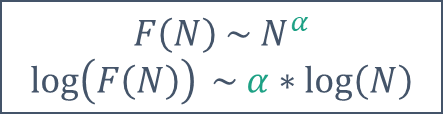 F(N) ~ N^α
log(F(N)) ~ α * log(N)